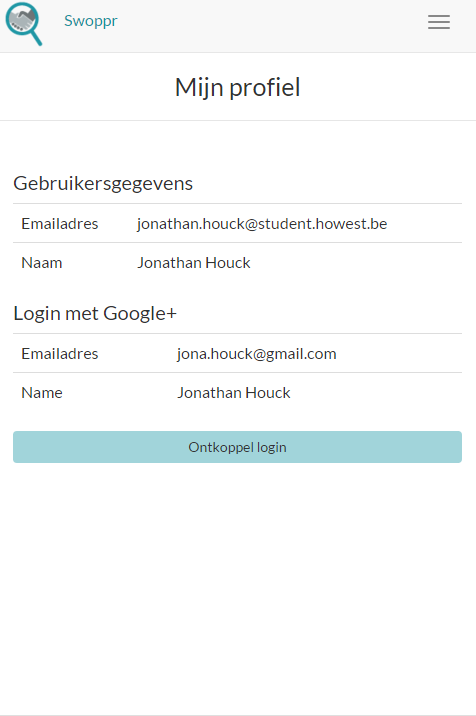 Swoppr
Mijn profiel
Gebruikersgegevens
Emailadres jonathan.houck@student.howest.be
Naam Jonathan Houck
Login met Google+
Emailadres jona.houck@gmail.com
Name Jonathan Houck
Ontkoppel login